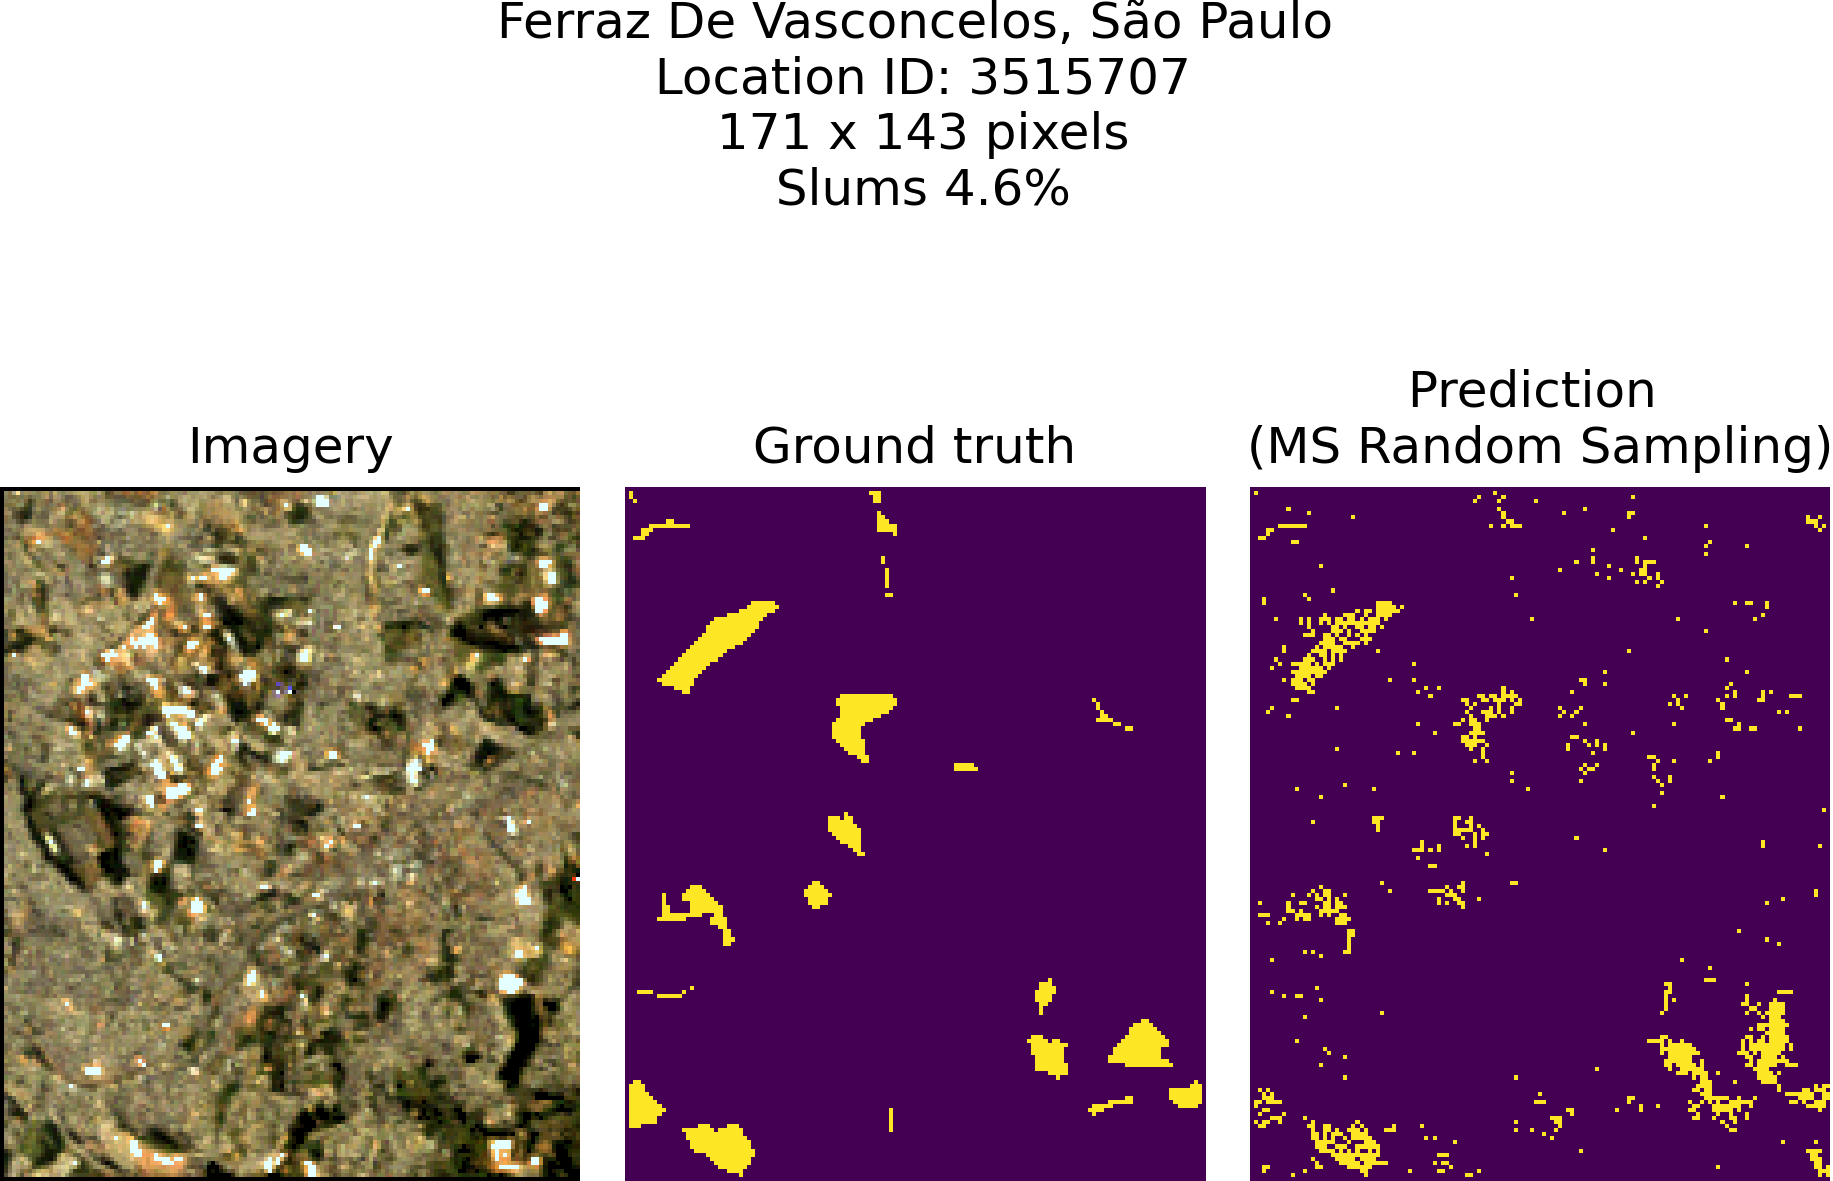 Ferraz De Vasconcelos, São Paulo
Location ID: 3515707
171 x 143 pixels
Slums 4.6%
Imagery
Ground truth
Prediction
(MS Random Sampling)